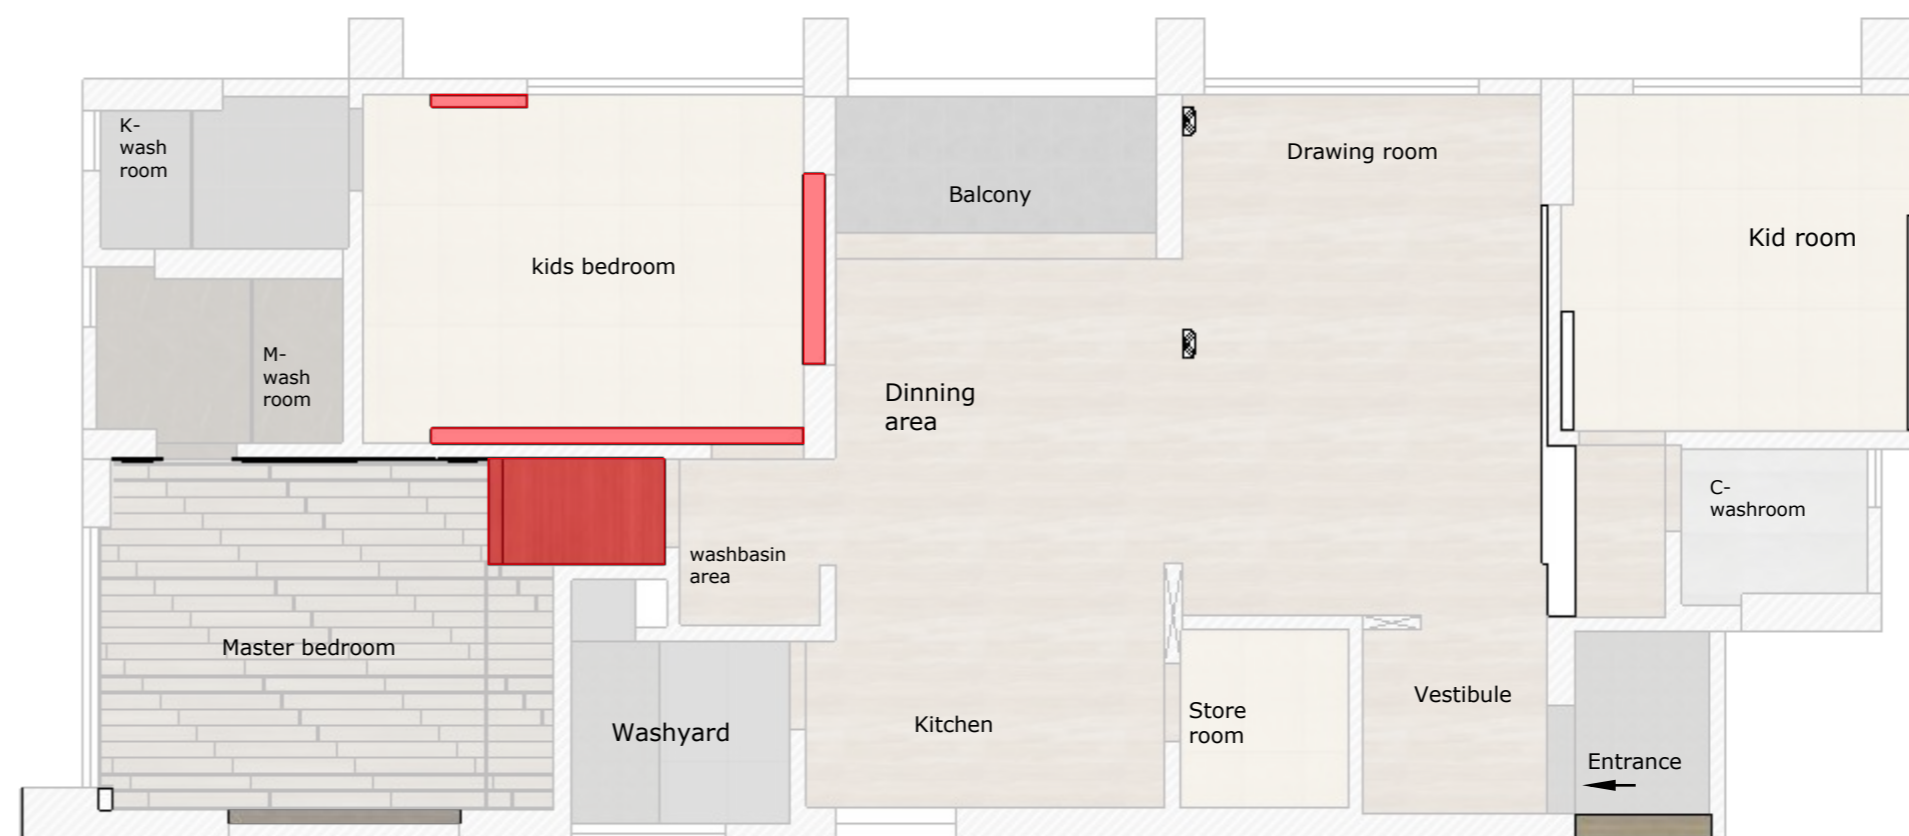 K-
wash
room
Drawing room
Balcony
Kid room
kids bedroom
M-
wash
room
Dinning
area
C-
washroom
washbasin
area
Master bedroom
Vestibule
Store
room
Kitchen
Washyard
Entrance